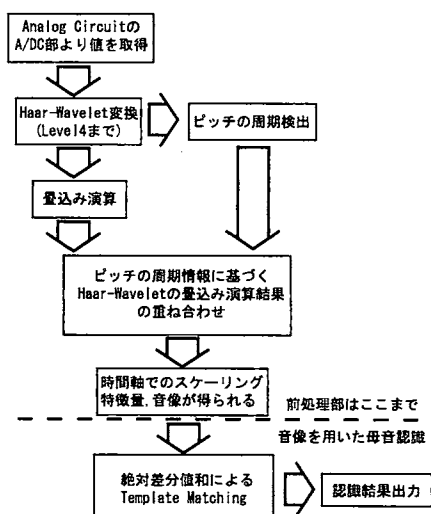 Analog Circuitの
A/DC部より値を取得
Haar-Wavelet変換
(Level4まで)
ピッチの周期検出
畳込み演算
ピッチの周期情報に基づく
Haar-Waveletの畳込み演算結果
の重ね合わせ
時間軸でのスケーリング
特徴量,音像が得られる
前処理部はここまで
音像を用いた母音認識
絶対差分値和による
Template Matching
認識結果出力